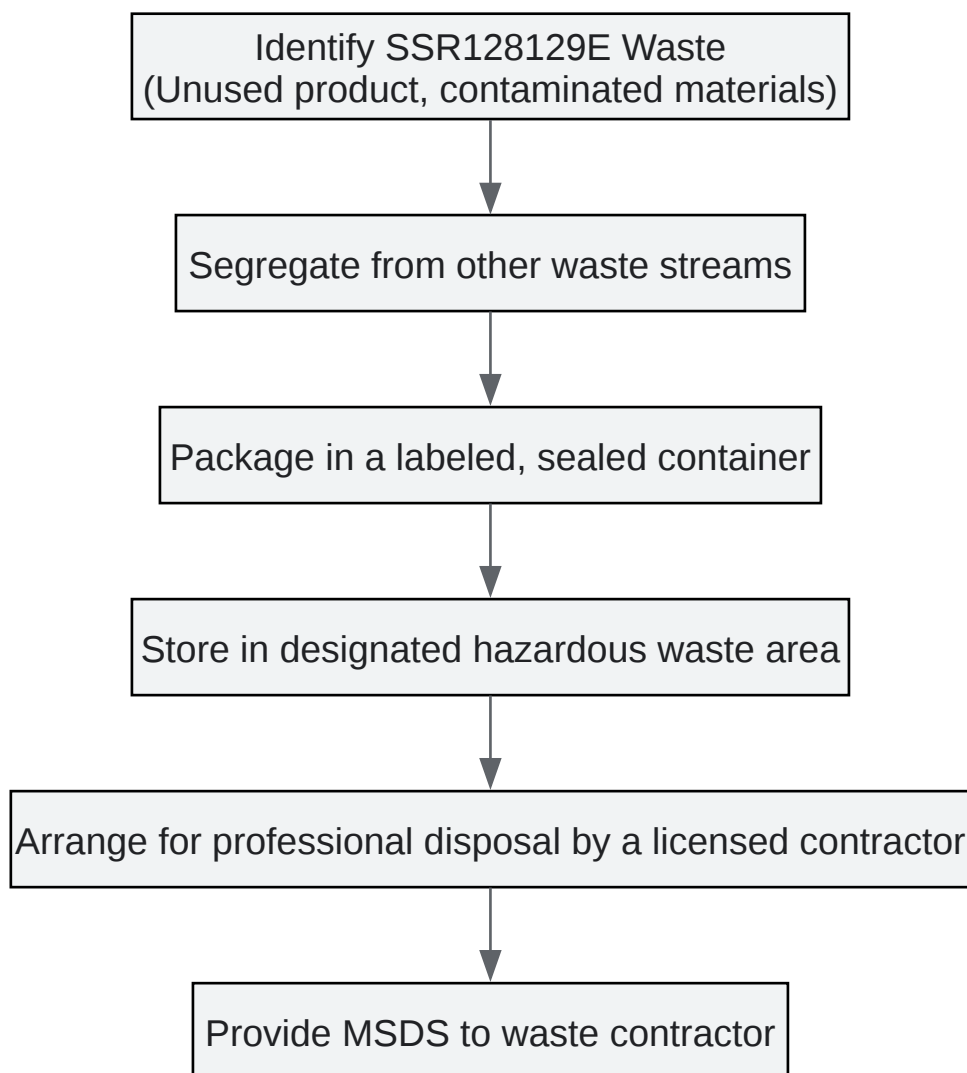 Identify SSR128129E Waste
(Unused product, contaminated materials)
Segregate from other waste streams
Package in a labeled, sealed container
Store in designated hazardous waste area
Arrange for professional disposal by a licensed contractor
Provide MSDS to waste contractor